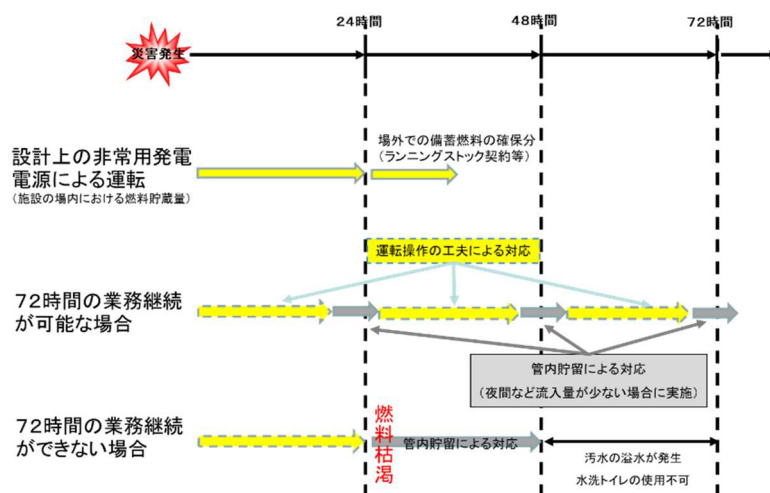 24時間
48時間
72時間
災害発生
場外での備蓄燃料の確保分
(ランニングストック契約等)
設計上の非常用発電
電源による運転
(施設の場内における燃料貯蔵量)
運転操作の工夫による対応
72時間の業務継続
が可能な場合
管内貯留による対応
(夜間など流入量が少ない場合に実施)
72時間の業務継続
ができない場合
燃料枯渇
管内貯留による対応
汚水の溢水が発生
水洗トイレの使用不可